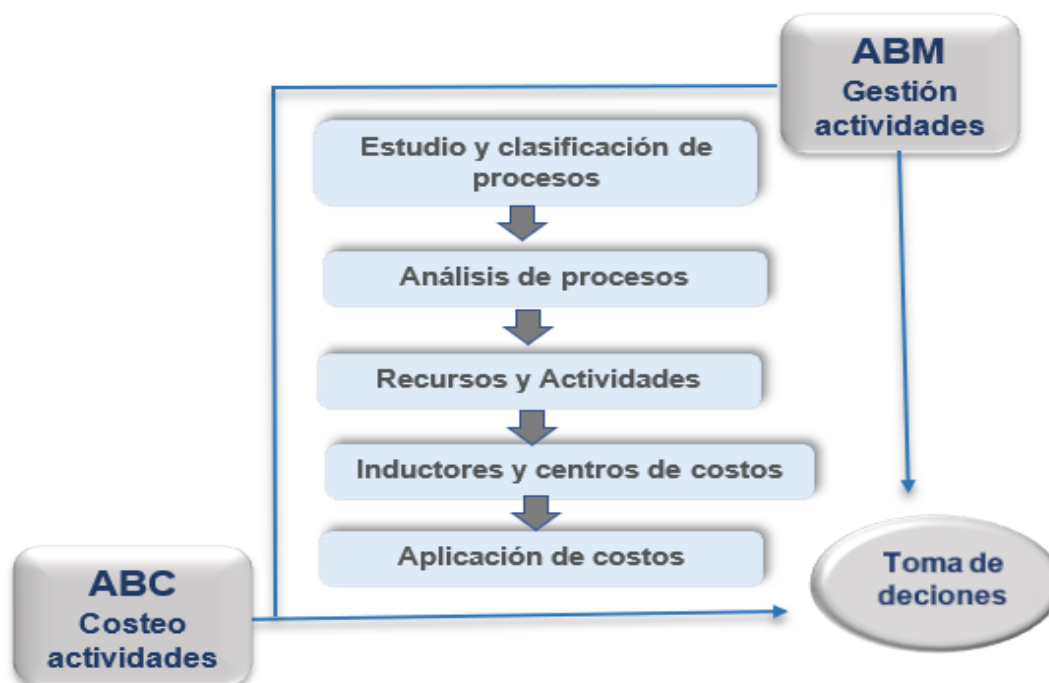 ABM
Gestión
actividades
Estudio y clasificación de
procesos
Análisis de procesos
Recursos y Actividades
Inductores y centros de costos
Aplicación de costos
ABC
Costeo
actividades
Toma de
deciones